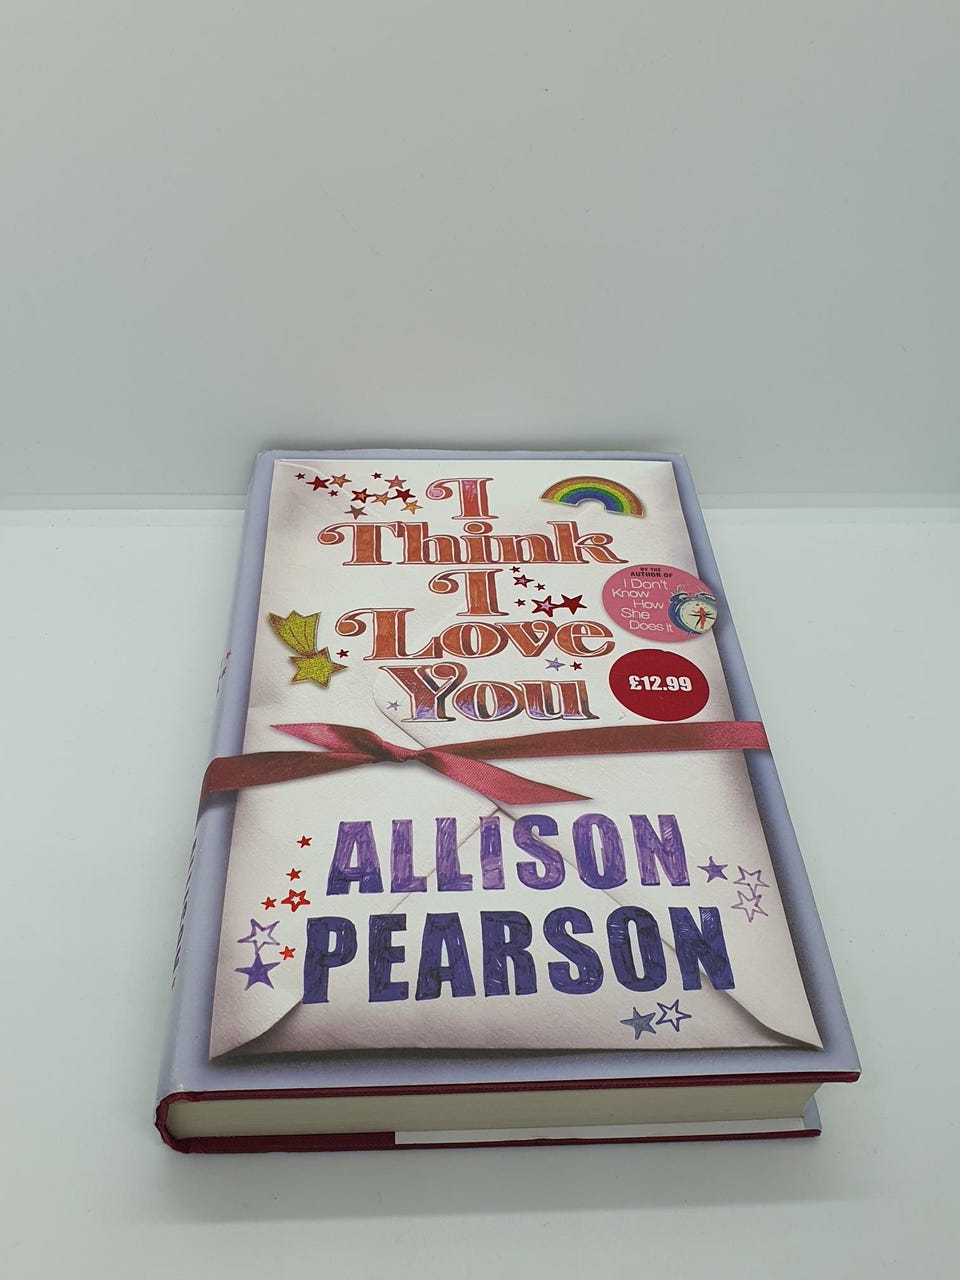 I
Think
I
Love
You
BY THE
AUTHOR OF
I Don't
Know
How
She
Does It
£12.99
ALLISON
PEARSON